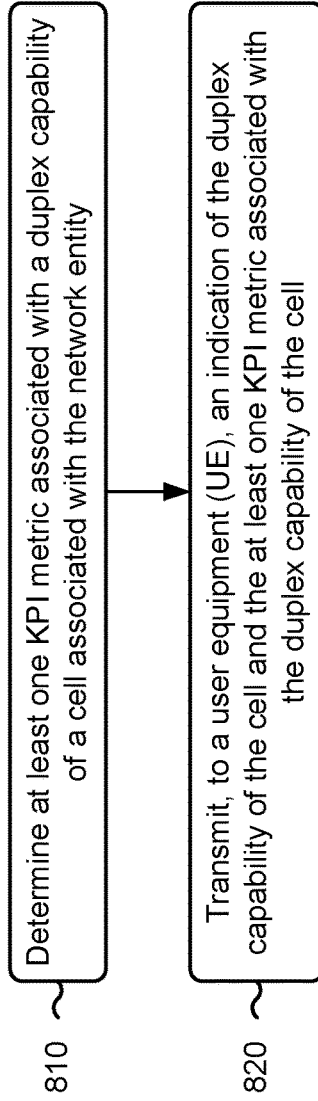 810
Determine at least one KPI metric associated with a duplex capability
of a cell associated with the network entity
820
Transmit, to a user equipment (UE), an indication of the duplex
capability of the cell and the at least one KPI metric associated with
the duplex capability of the cell